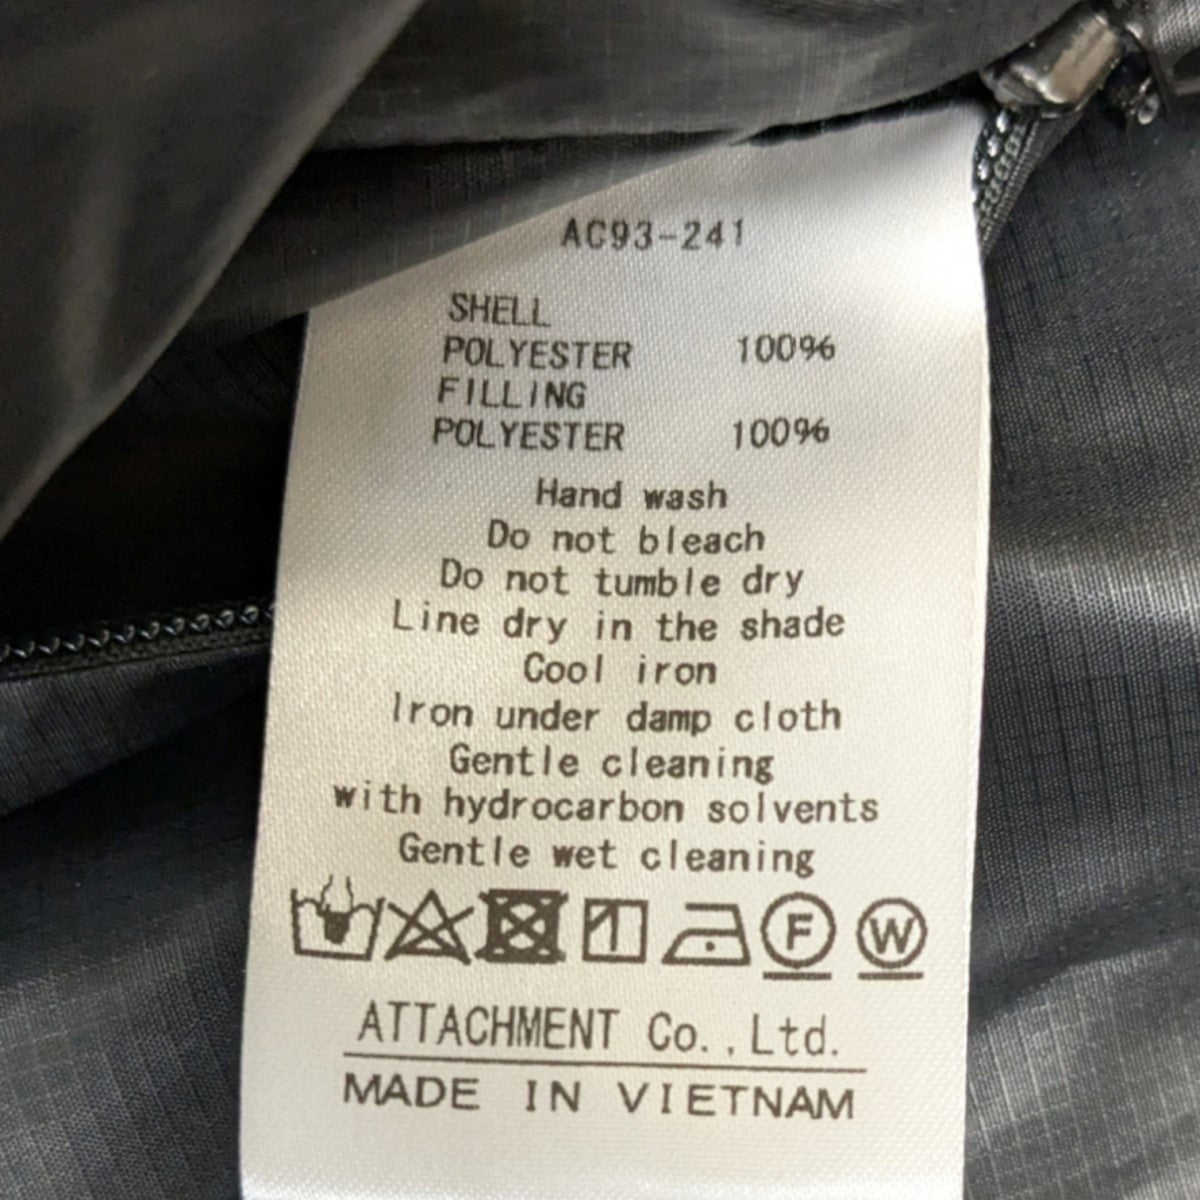 AC93-241
SHELL
POLYESTER 100%
FILLING
POLYESTER 100%
Hand wash
Do not bleach
Do not tumble dry
Line dry in the shade
Cool iron
Iron under damp cloth
Gentle cleaning
with hydrocarbon solvents
Gentle wet cleaning
F W
ATTACHMENT Co.,Ltd.
MADE IN VIETNAM